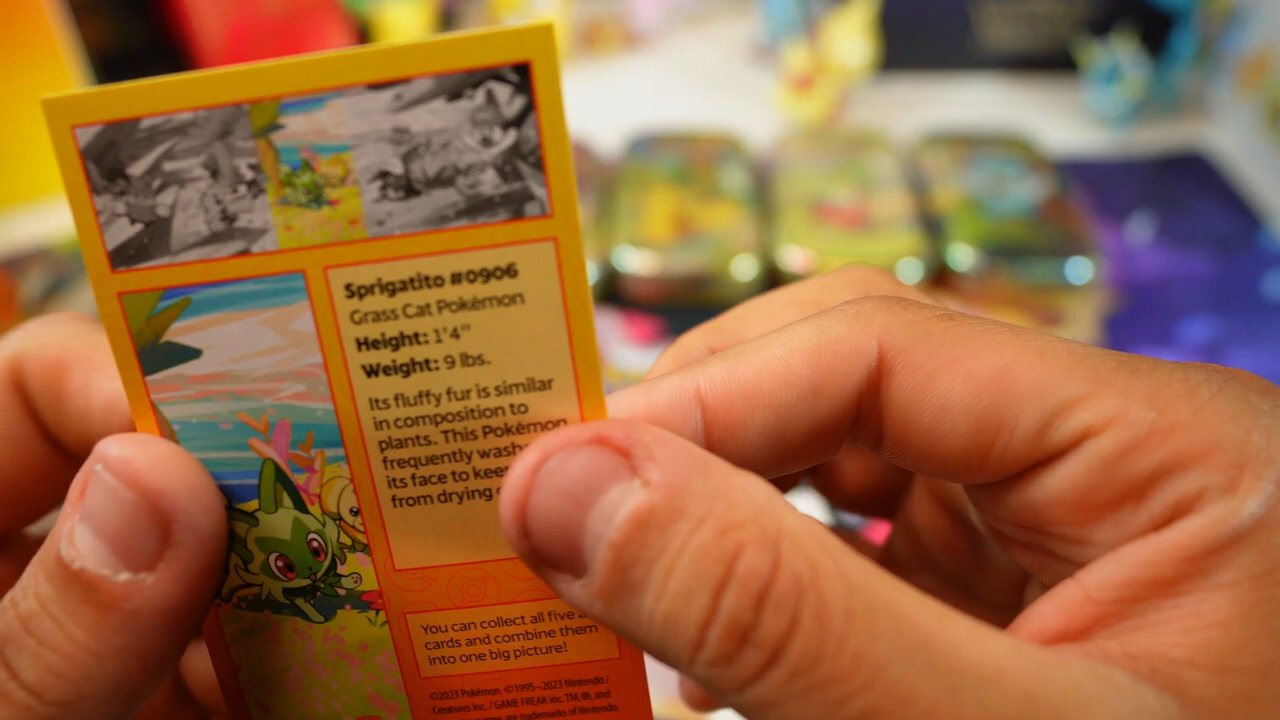 Sprigatito #0906
Grass Cat Pokémon
Height: 1'4"
Weight: 9 lbs.
Its fluffy fur is similar
in composition to
plants. This Pokémon
frequently
its face to
from drying
You can collect all five
cards and combine them
into one big picture!
©2023 Pokémon. ©1995–2023 Nintendo /
Creatures Inc. / GAME FREAK inc. TM, ®, and
are trademarks of Nintendo.